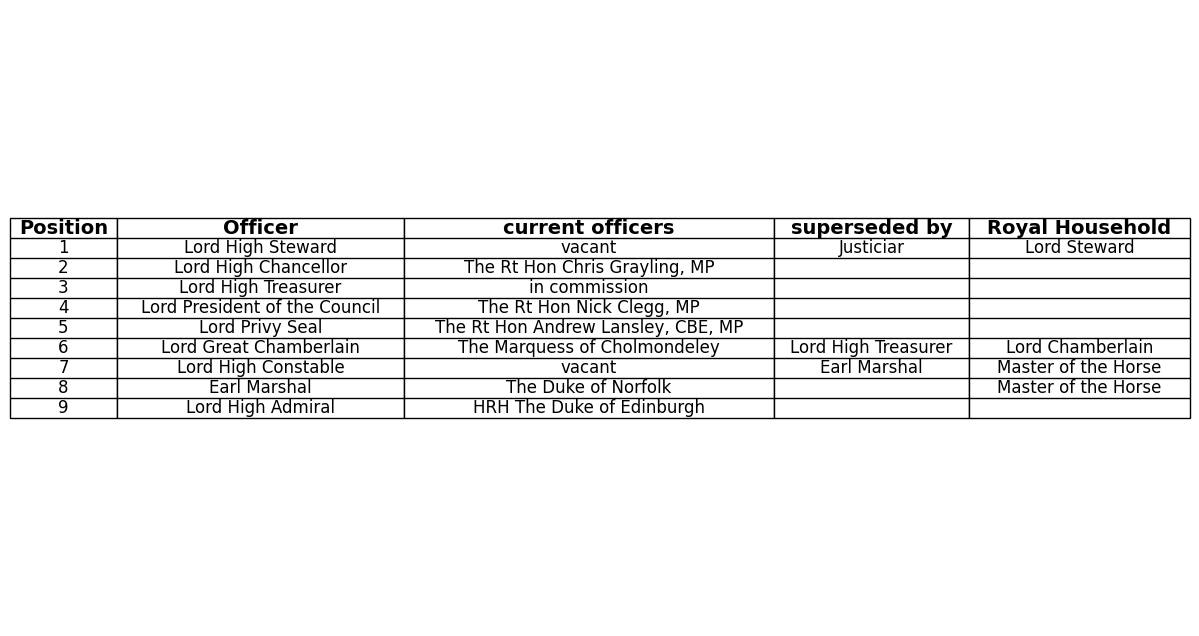 Position Officer current officers superseded by Royal Household
1 Lord High Steward vacant Justiciar Lord Steward
2 Lord High Chancellor The Rt Hon Chris Grayling, MP
3 Lord High Treasurer in commission
4 Lord President of the Council The Rt Hon Nick Clegg, MP
5 Lord Privy Seal The Rt Hon Andrew Lansley, CBE, MP
6 Lord Great Chamberlain The Marquess of Cholmondeley Lord High Treasurer Lord Chamberlain
7 Lord High Constable vacant Earl Marshal Master of the Horse
8 Earl Marshal The Duke of Norfolk Master of the Horse
9 Lord High Admiral HRH The Duke of Edinburgh